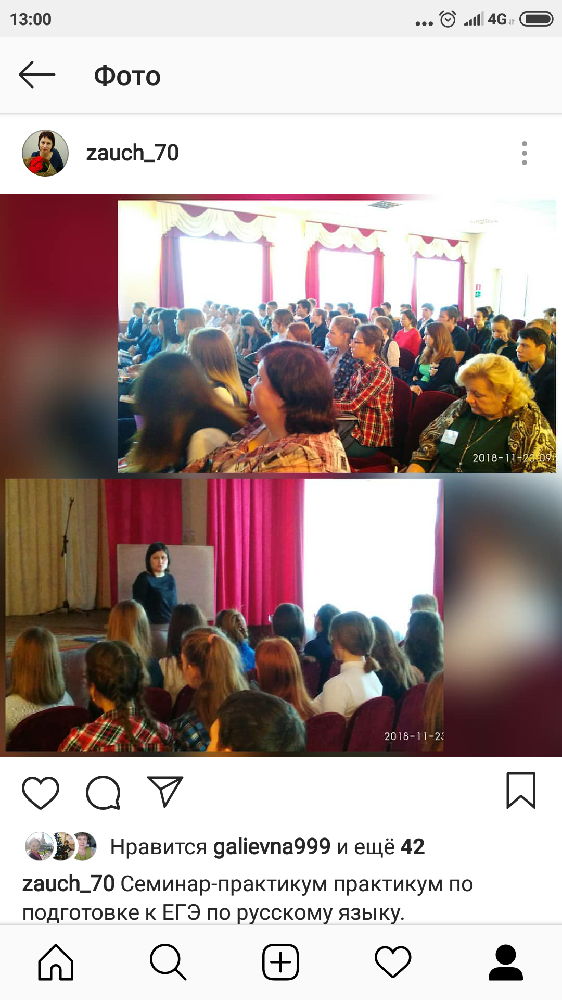 13:00
4G
Фото
zauch_70
2018-11-23 09:
2018-11-23
Нравится galievna999 и ещё 42
zauch_70 Семинар-практикум практикум по
подготовке к ЕГЭ по русскому языку.